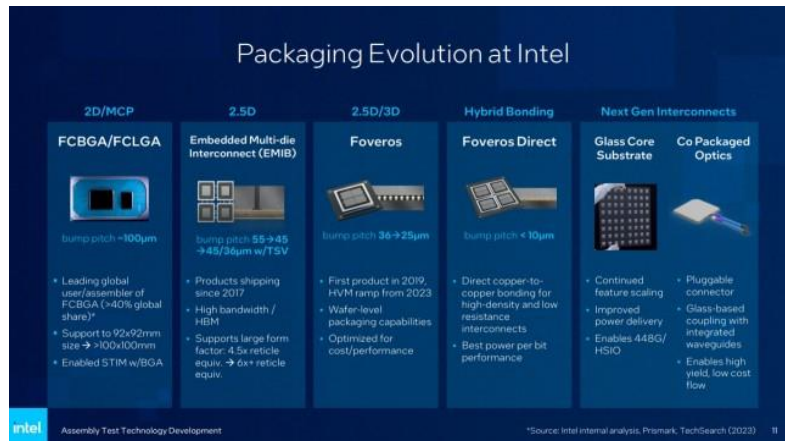 Packaging Evolution at Intel
2D/MCP
FCBGA/FCLGA
bump pitch ~100µm
• Leading global
user/assembler of
FCBGA (>40% global
share)*
• Support to 92x92mm
size → >100x100mm
• Enabled STIM w/BGA
2.5D
Embedded Multi-die
Interconnect (EMIB)
bump pitch 55→45
→45/36µm w/TSV
• Products shipping
since 2017
• High bandwidth /
HBM
• Supports large form
factor: 4.5x reticle
equiv. → 6x+ reticle
equiv.
2.5D/3D
Foveros
bump pitch 36→25µm
• First product in 2019,
HVM ramp from 2023
• Wafer-level
packaging capabilities
• Optimized for
cost/performance
Hybrid Bonding
Foveros Direct
bump pitch < 10µm
• Direct copper-to-
copper bonding for
high-density and low
resistance
interconnects
• Best power per bit
performance
Next Gen Interconnects
Glass Core
Substrate
• Continued
feature scaling
• Improved
power delivery
• Enables 448G/
HSIO
Co Packaged
Optics
• Pluggable
connector
• Glass-based
coupling with
integrated
waveguides
• Enables high
yield, low cost
flow
intel
Assembly Test Technology Development
*Source: Intel internal analysis, Prismark, TechSearch (2023)
11